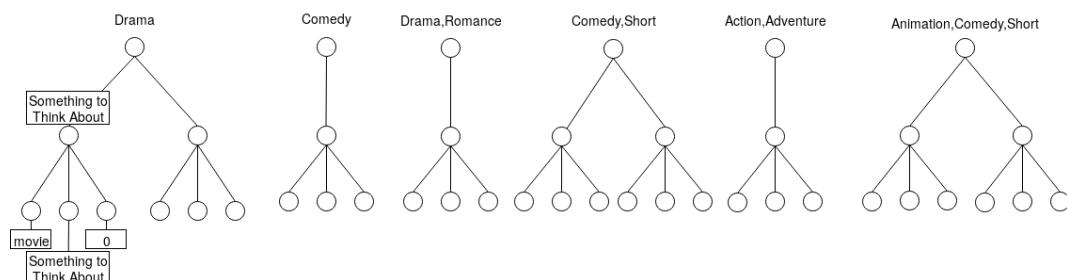 Drama
Comedy
Drama,Romance
Comedy,Short
Action,Adventure
Animation,Comedy,Short
Something to
Think About
movie
0
Something to
Think About